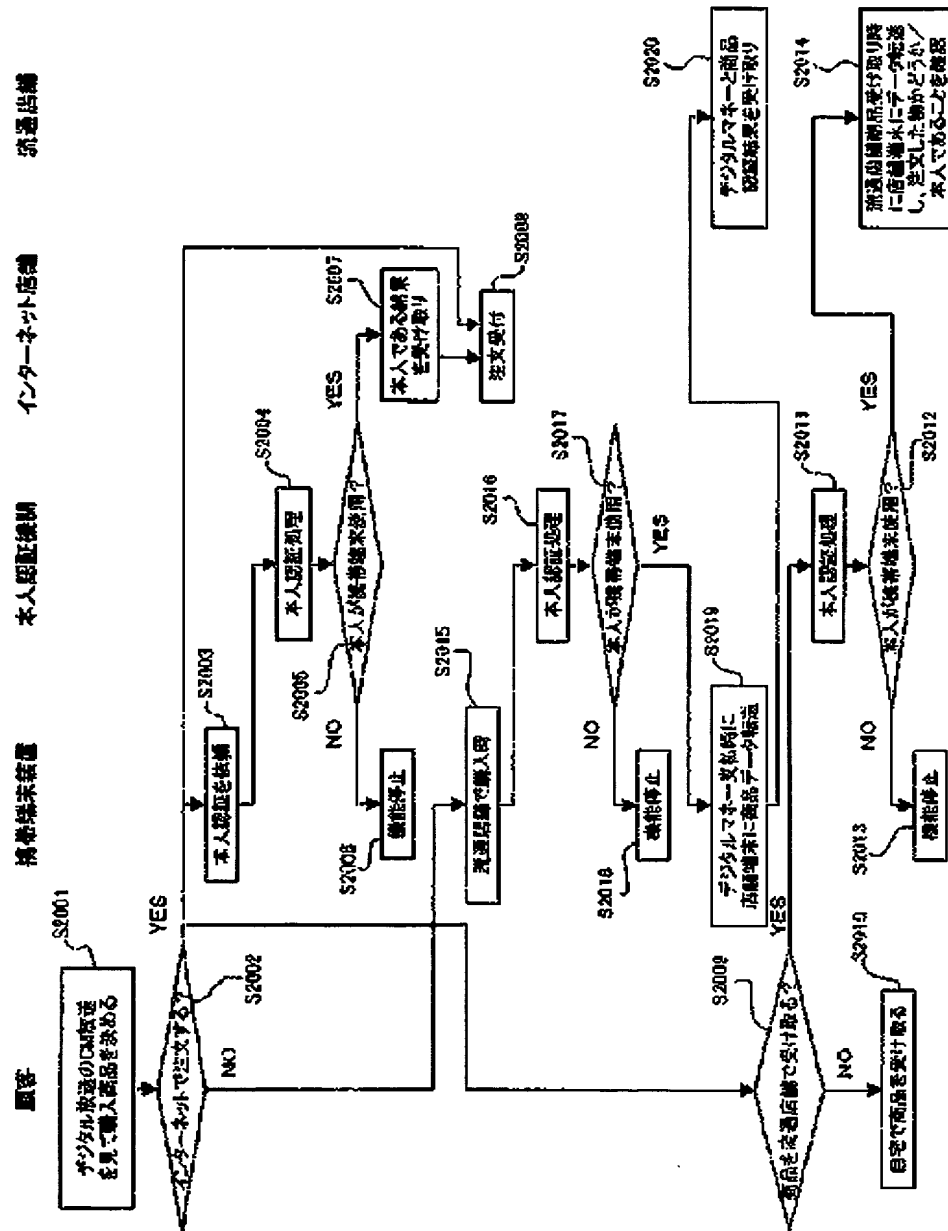 顧客
携帯端末装置
本人認証機関
インターネット店舗
流通店舗
S2001
デジタル放送のCM放送
を見て購入商品を決める
S2002
インターネットで注文する?
YES
NO
S2003
本人認証を依頼
S2004
本人認証処理
S2005
本人が携帯端末使用?
YES
NO
S2006
機能停止
S2007
本人である結果
を受け取り
S2008
注文受付
S2015
流通店舗で購入時
S2016
本人認証処理
S2017
本人が携帯端末使用?
YES
NO
S2018
機能停止
S2019
デジタルマネー支払時に
店舗端末に商品データ転送
S2020
デジタルマネーと商品
認証結果を受け取り
S2009
商品を流通店舗で受け取る?
YES
NO
S2010
自宅で商品を受け取る
S2011
本人認証処理
S2012
本人が携帯端末使用?
YES
NO
S2013
機能停止
S2014
流通店舗商品受け取り時
に店舗端末にデータ転送
し、注文した物かどうか/
本人であることを確認